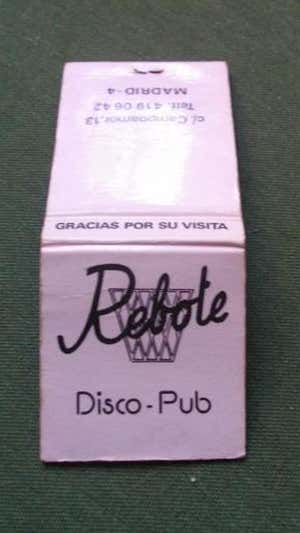 c/ Campoamor, 13
Telf. 419 06 42
MADRID-4
GRACIAS POR SU VISITA
Rebote
Disco-Pub